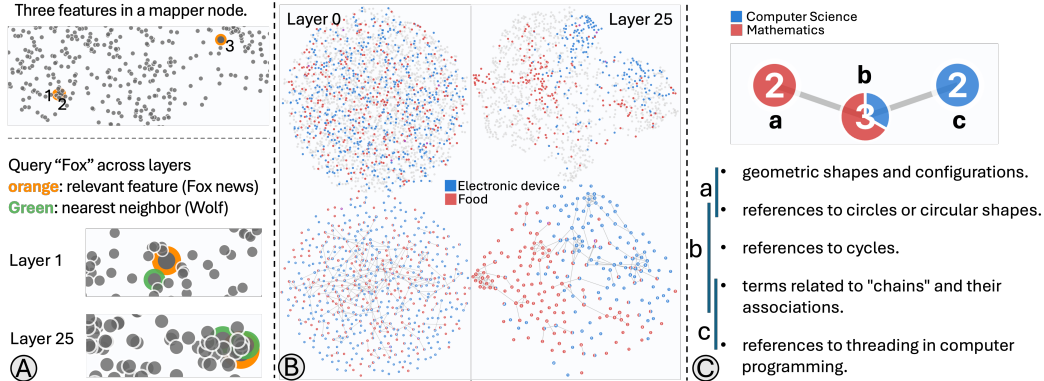 Three features in a mapper node.
3
1
2
Query “Fox” across layers
orange: relevant feature (Fox news)
Green: nearest neighbor (Wolf)
Layer 1
Layer 25
A
Layer 0
Layer 25
Electronic device
Food
B
Computer Science
Mathematics
2
a
b
3
2
c
a
b
c
• geometric shapes and configurations.
• references to circles or circular shapes.
• references to cycles.
• terms related to "chains" and their
associations.
• references to threading in computer
programming.
C